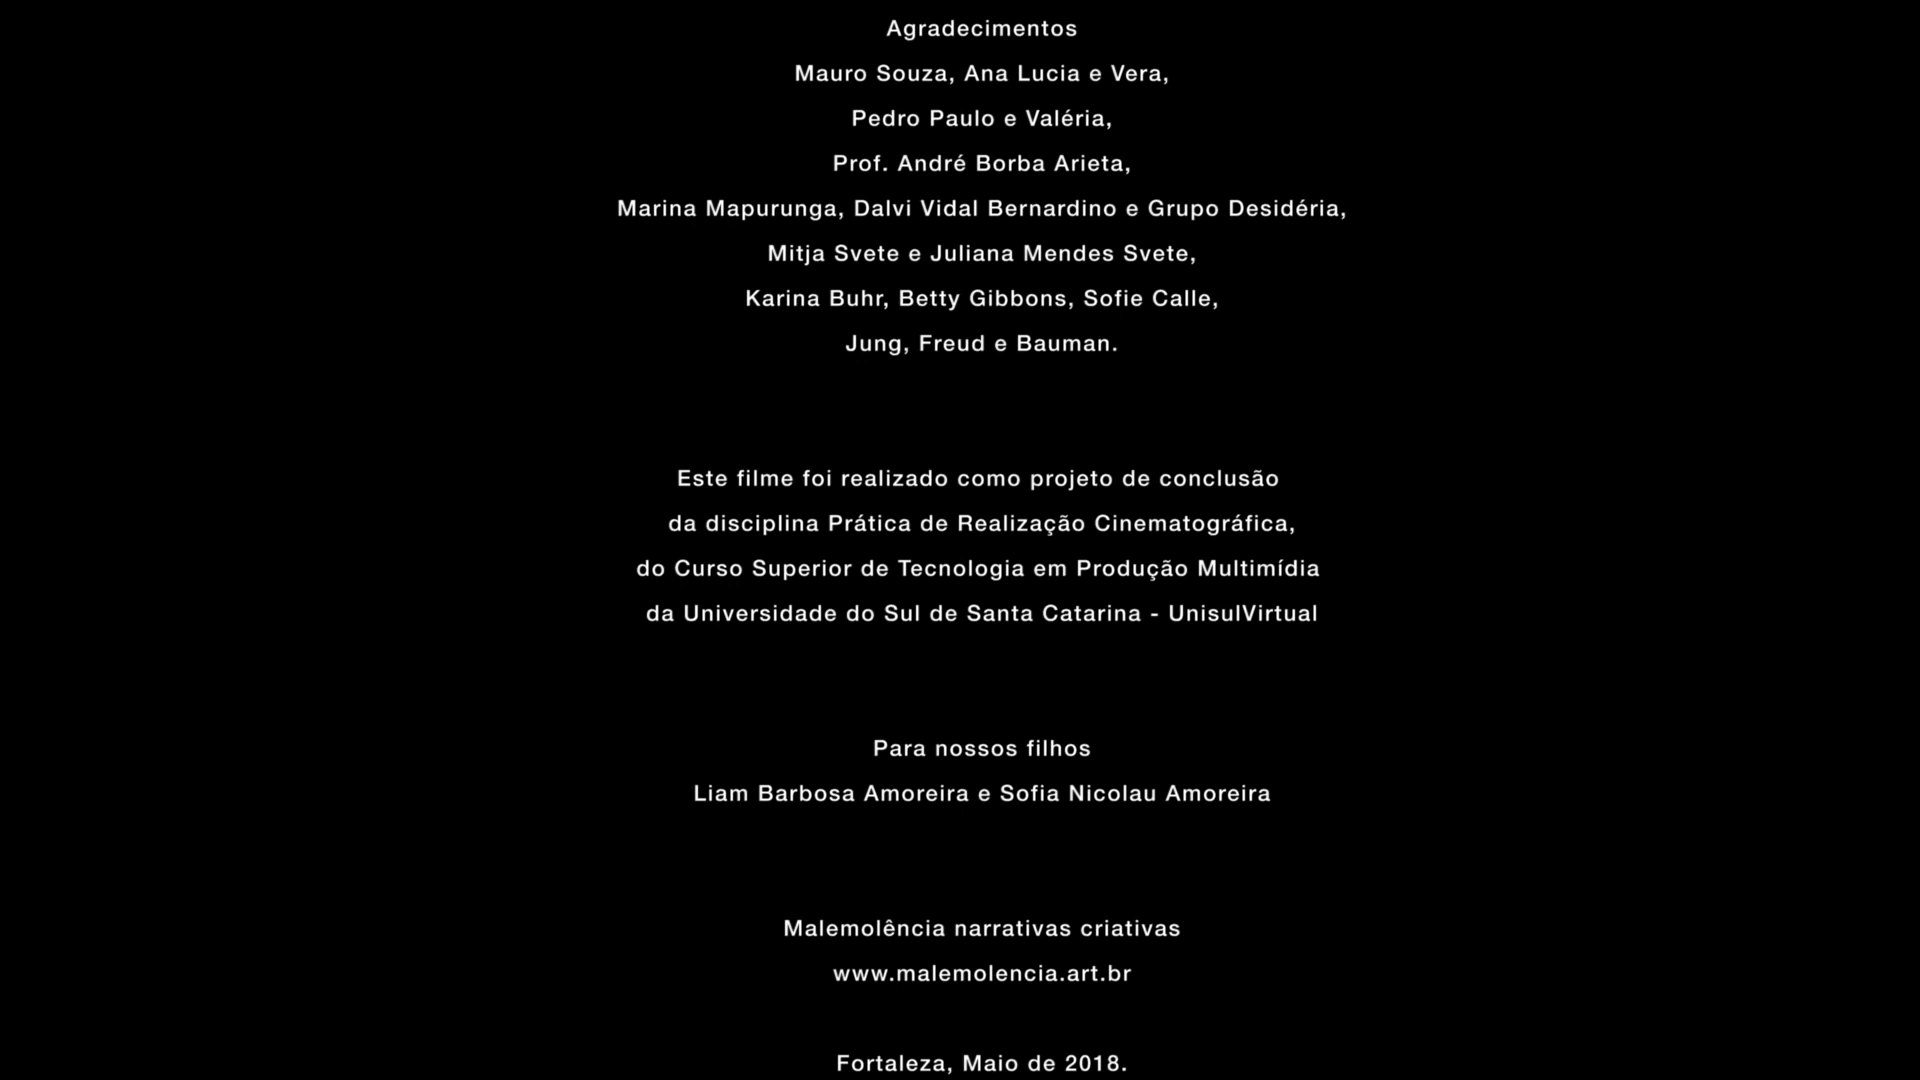 Agradecimentos
Mauro Souza, Ana Lucia e Vera,
Pedro Paulo e Valéria,
Prof. André Borba Arieta,
Marina Mapurunga, Dalvi Vidal Bernardino e Grupo Desidéria,
Mitja Svete e Juliana Mendes Svete,
Karina Buhr, Betty Gibbons, Sofie Calle,
Jung, Freud e Bauman.
Este filme foi realizado como projeto de conclusão
da disciplina Prática de Realização Cinematográfica,
do Curso Superior de Tecnologia em Produção Multimídia
da Universidade do Sul de Santa Catarina - UnisulVirtual
Para nossos filhos
Liam Barbosa Amoreira e Sofia Nicolau Amoreira
Malemolência narrativas criativas
www.malemolencia.art.br
Fortaleza, Maio de 2018.